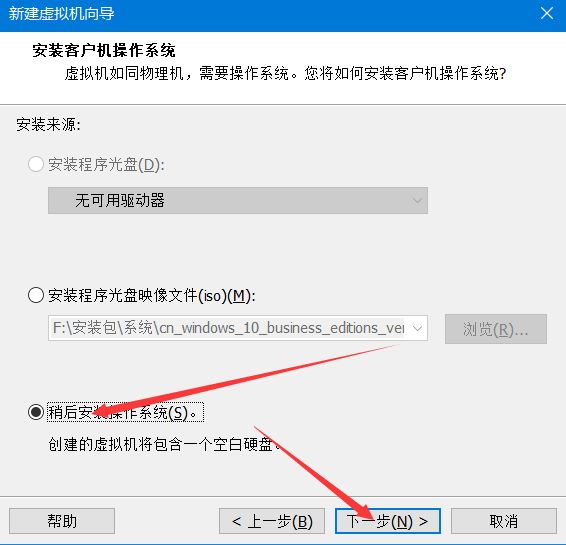 新建虚拟机向导
安装客户机操作系统
虚拟机如同物理机，需要操作系统。您将如何安装客户机操作系统?
安装来源:
安装程序光盘(D):
无可用驱动器
安装程序光盘映像文件(iso)(M):
F:\安装包\系统\cn_windows_10_business_editions_ver
浏览(R)...
稍后安装操作系统(S)。
创建的虚拟机将包含一个空白硬盘。
帮助
< 上一步(B)
下一步(N) >
取消